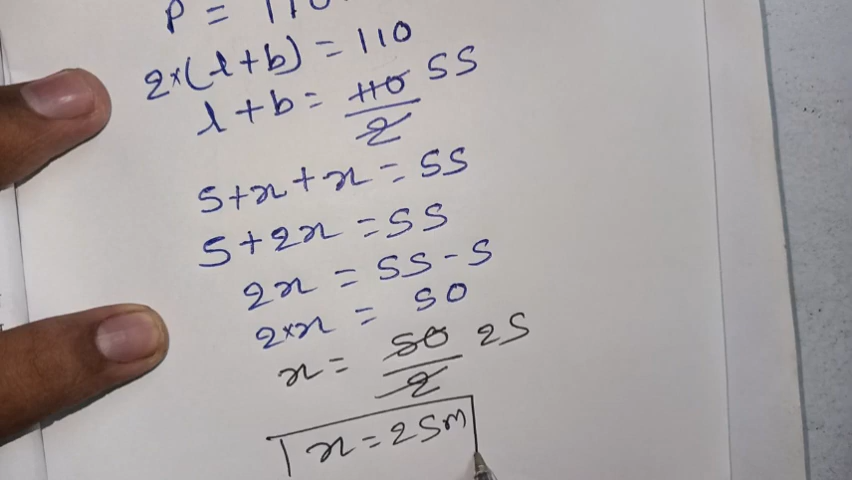 P = 110
2×(l+b) = 110
l+b = 110/2 55
5+x+x = 55
5+2x = 55
2x = 55-5
2×x = 50
x = 50/2 25
x = 25m